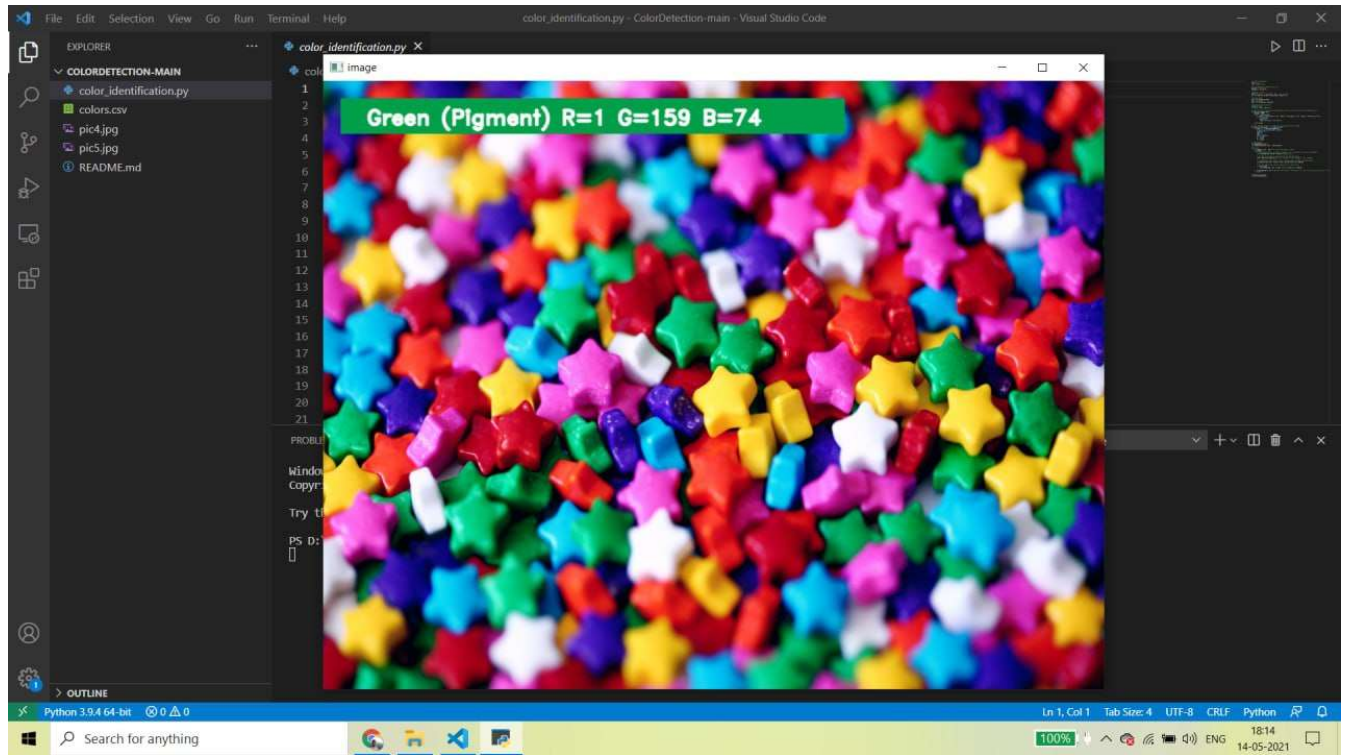 File Edit Selection View Go Run Terminal Help
color_identification.py - ColorDetection-main - Visual Studio Code
EXPLORER
color_identification.py
COLORDETECTION-MAIN
color_identification.py
colors.csv
pic4.jpg
pic5.jpg
README.md
image
Green (Pigment) R=1 G=159 B=74
1
2
3
4
5
6
7
8
9
10
11
12
13
14
15
16
17
18
19
20
21
PROBLE
Window
Copyri
Try th
PS D:\
OUTLINE
Python 3.9.4 64-bit 0 0
Ln 1, Col 1 Tab Size: 4 UTF-8 CRLF Python
Search for anything
100%
ENG
18:14
14-05-2021